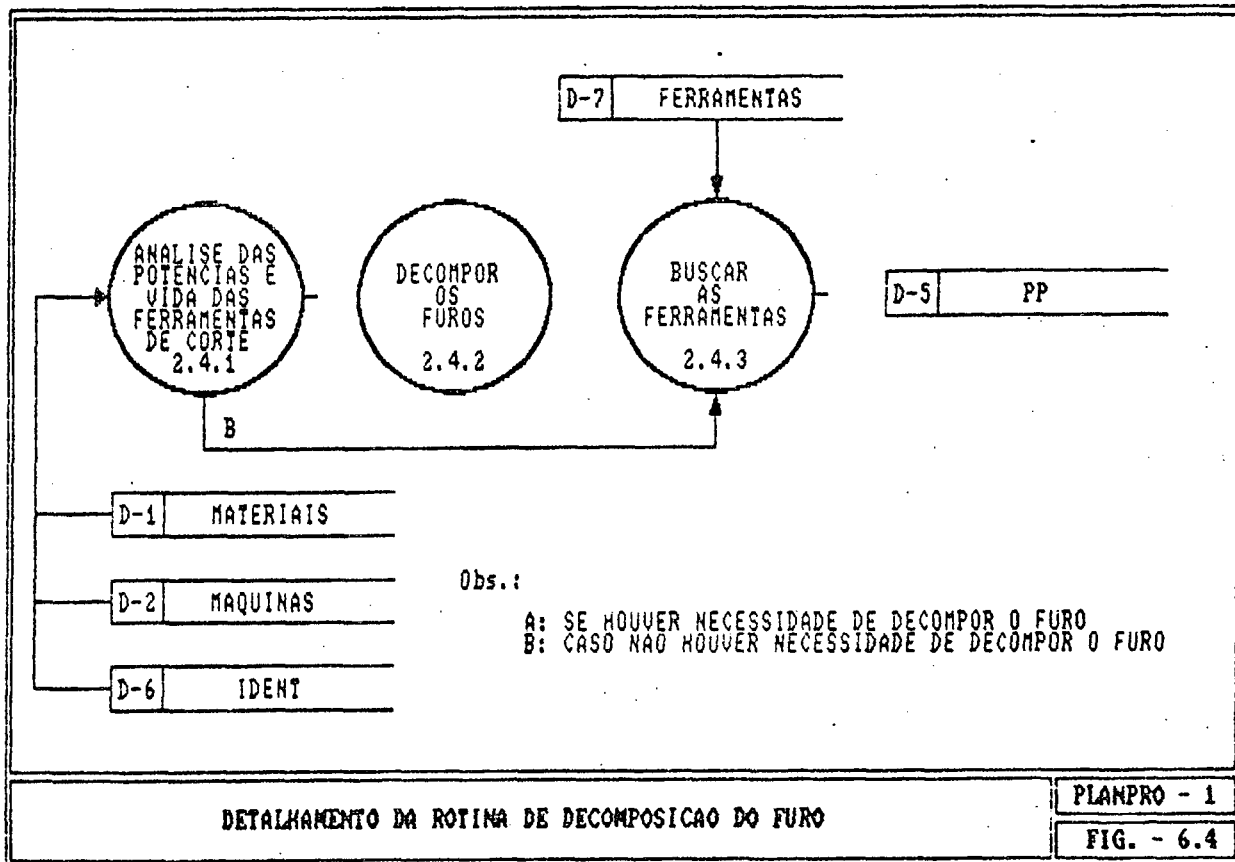 D-7 FERRAMENTAS
ANALISE DAS
POTENCIAS E
VIDA DAS
FERRAMENTAS
DE CORTE
2.4.1
DECOMPOR
OS
FUROS
2.4.2
BUSCAR
AS
FERRAMENTAS
2.4.3
D-5 PP
B
D-1 MATERIAIS
D-2 MAQUINAS
D-6 IDENT
Obs.:
A: SE HOUVER NECESSIDADE DE DECOMPOR O FURO
B: CASO NAO HOUVER NECESSIDADE DE DECOMPOR O FURO
DETALHAMENTO DA ROTINA DE DECOMPOSICAO DO FURO
PLANPRO - 1
FIG. - 6.4